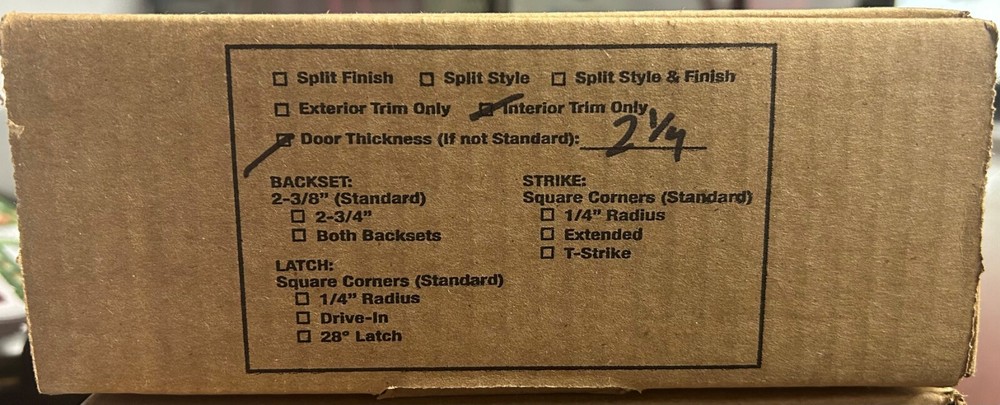 Split Finish Split Style Split Style & Finish
Exterior Trim Only Interior Trim Only
Door Thickness (If not Standard): 2 1/4
BACKSET:
2-3/8" (Standard)
2-3/4"
Both Backsets
STRIKE:
Square Corners (Standard)
1/4" Radius
Extended
T-Strike
LATCH:
Square Corners (Standard)
1/4" Radius
Drive-In
28° Latch